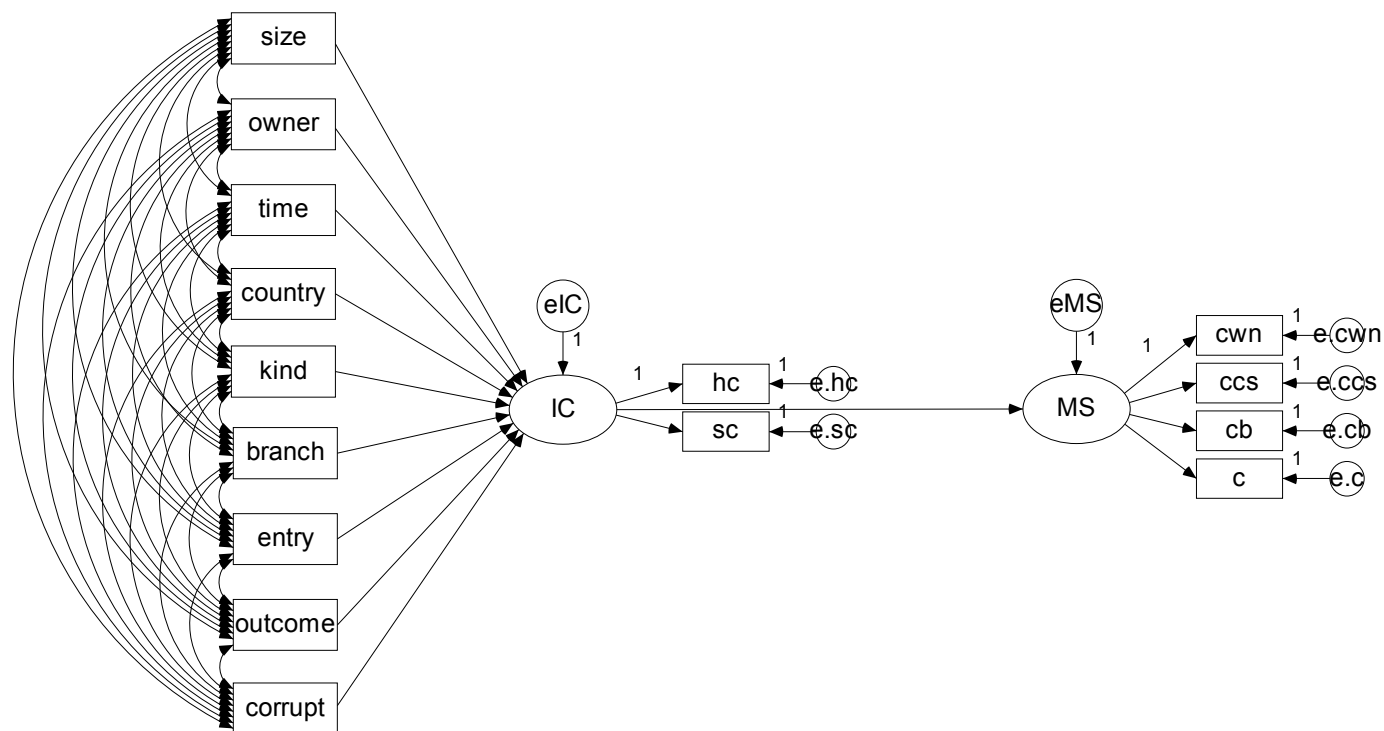 size
owner
time
country
kind
branch
entry
outcome
corrupt
eIC
1
IC
1
hc
1
e.hc
sc
1
e.sc
eMS
1
MS
1
cwn
1
e.cwn
ccs
1
e.ccs
cb
1
e.cb
c
1
e.c